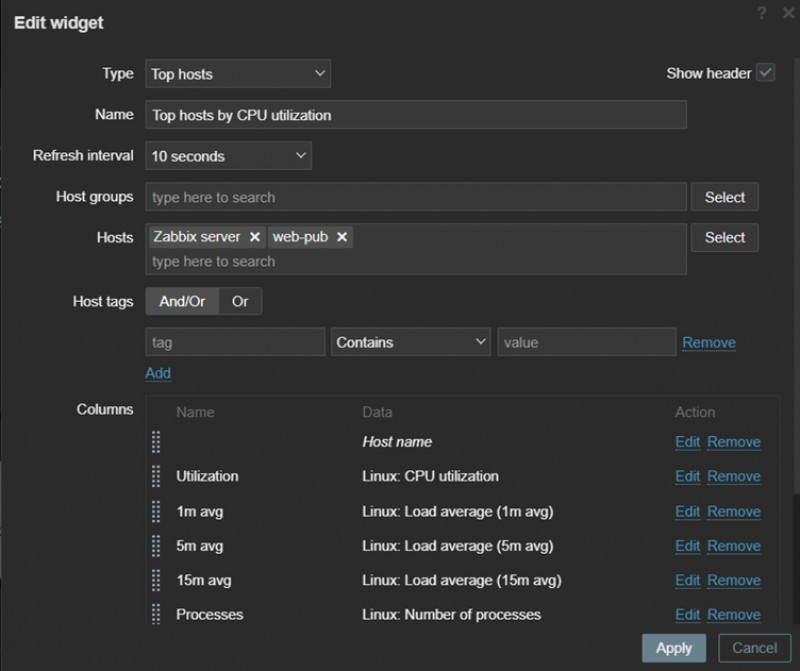 Edit widget
?
Type Top hosts Show header
Name Top hosts by CPU utilization
Refresh interval 10 seconds
Host groups type here to search Select
Hosts Zabbix server web-pub Select
type here to search
Host tags And/Or Or
tag Contains value Remove
Add
Columns Name Data Action
Host name Edit Remove
Utilization Linux: CPU utilization Edit Remove
1m avg Linux: Load average (1m avg) Edit Remove
5m avg Linux: Load average (5m avg) Edit Remove
15m avg Linux: Load average (15m avg) Edit Remove
Processes Linux: Number of processes Edit Remove
Apply Cancel